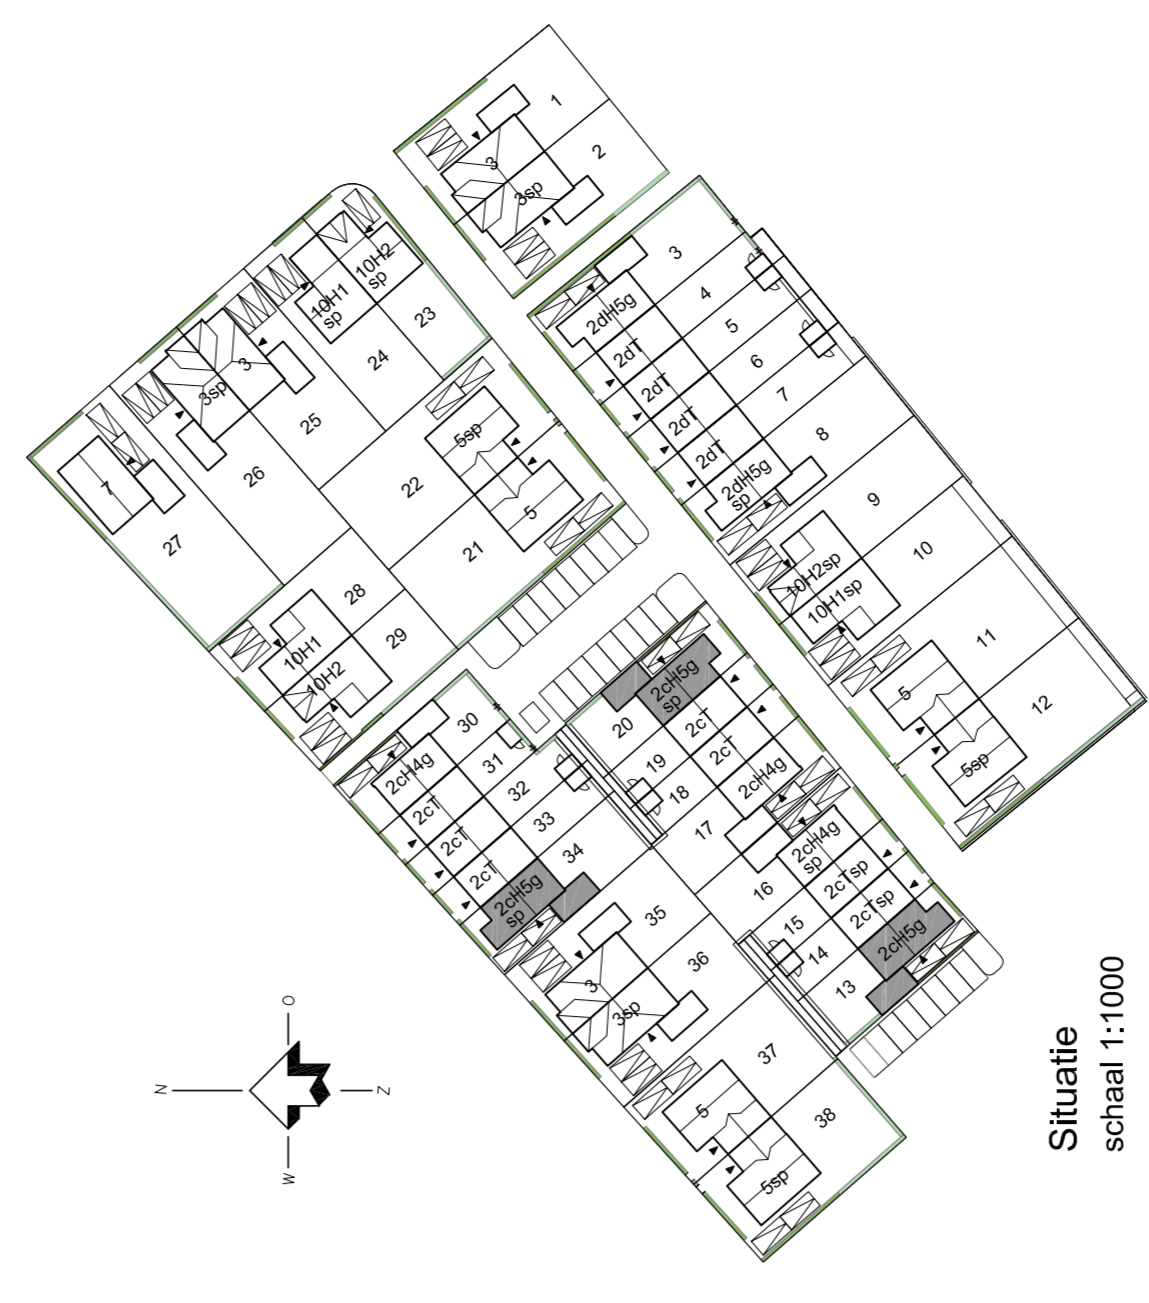 1
2
3
3sp
3
4
5
6
7
8
9
10
11
12
2dH5g
2dT
2dT
2dT
2dT
2dH5g
sp
10H2sp
10H1sp
5
5sp
10H2
sp
10H1
sp
23
24
3
3sp
25
26
7
27
5sp
5
22
21
10H1
10H2
28
29
30
31
32
33
34
2cH4g
2cT
2cT
2cT
2cH5g
sp
3
3sp
35
36
5
5sp
37
38
20
19
18
17
2cH5g
sp
2cT
2cT
2cH4g
16
15
14
13
2cH4g
sp
2cTsp
2cTsp
2cH5g
N
O
Z
W
Situatie
schaal 1:1000